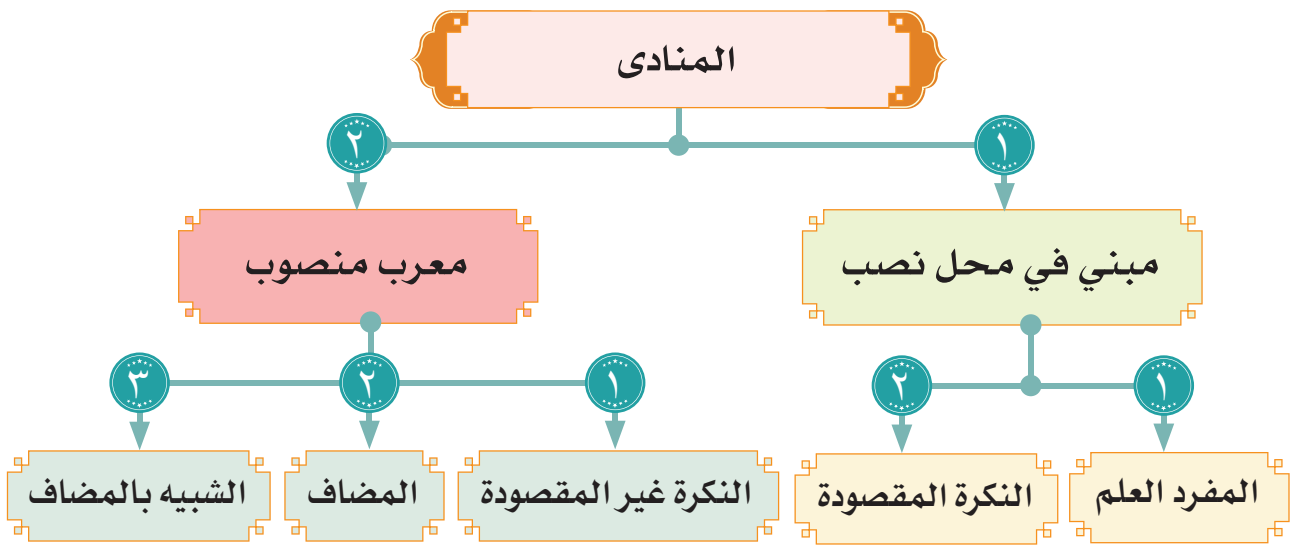 المنادى
١
٢
مبني في محل نصب
معرب منصوب
١
٢
١
٢
٣
المفرد العلم
النكرة المقصودة
النكرة غير المقصودة
المضاف
الشبيه بالمضاف